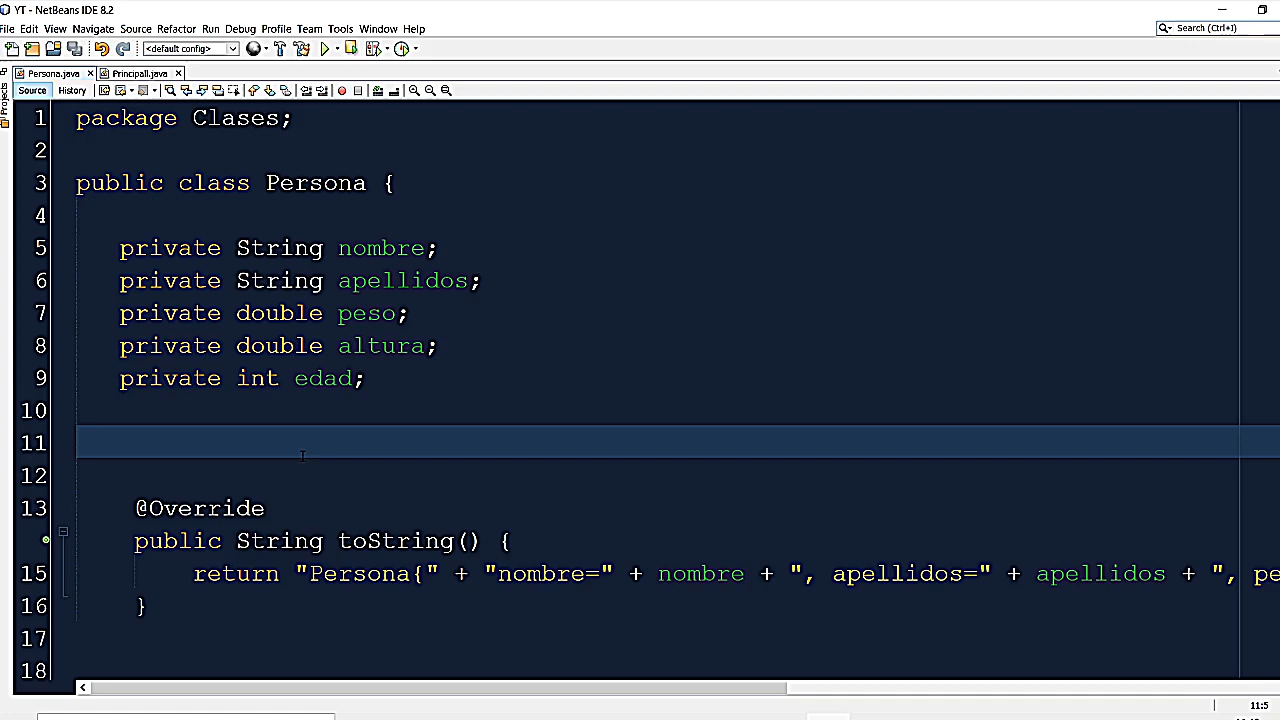 YT - NetBeans IDE 8.2
File Edit View Navigate Source Refactor Run Debug Profile Team Tools Window Help
Search (Ctrl+I)
<default config>
Persona.java Principall.java
Projects
Source History
1 package Clases;
2
3 public class Persona {
4
5 private String nombre;
6 private String apellidos;
7 private double peso;
8 private double altura;
9 private int edad;
10
11
12
13 @Override
public String toString() {
15 return "Persona{" + "nombre=" + nombre + ", apellidos=" + apellidos + ", pe
16 }
17
18
11:5